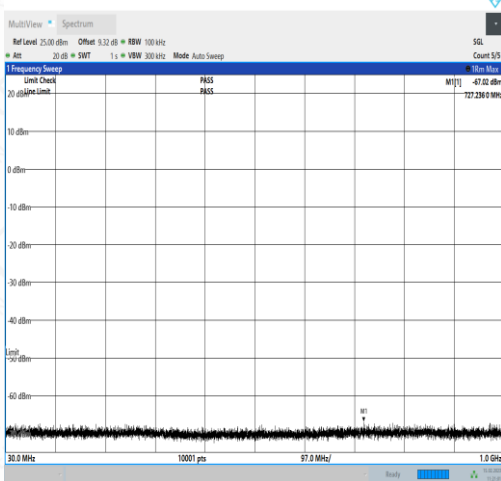 MultiView Spectrum
Ref Level 25.00 dBm Offset 9.32 dB RBW 100 kHz SGL
Att 20 dB SWT 1 s VBW 300 kHz Mode Auto Sweep Count 5/5
1 Frequency Sweep 1Rm Max
Limit Check PASS M1[1] -67.02 dBm
Line Limit PASS 727.2360 MHz
20 dBm
10 dBm
0 dBm
-10 dBm
-20 dBm
-30 dBm
-40 dBm
Limit
-50 dBm
-60 dBm
M1
30.0 MHz 10001 pts 97.0 MHz/ 1.0 GHz
Ready